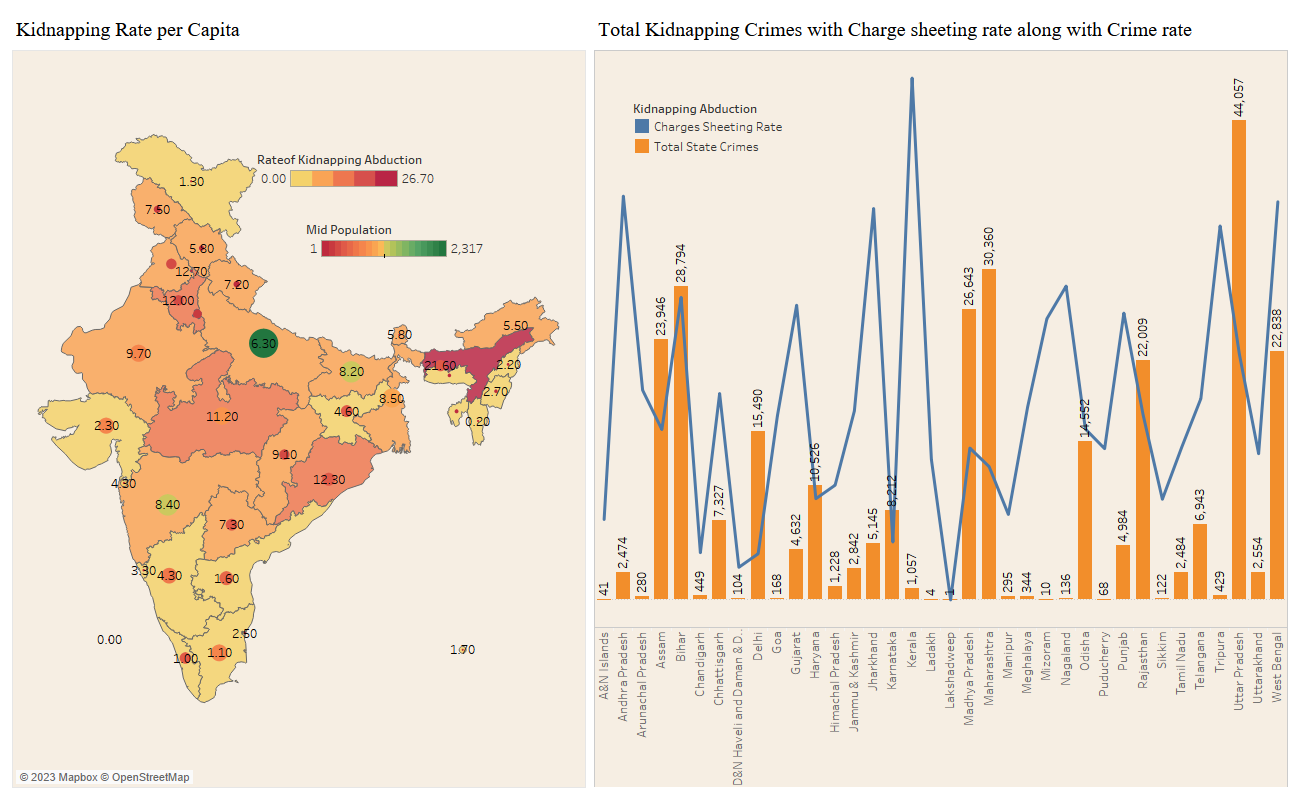 Kidnapping Rate per Capita
Total Kidnapping Crimes with Charge sheeting rate along with Crime rate
Rateof Kidnapping Abduction
0.00 26.70
Mid Population
1 2,317
1.30
7.60
5.80
12.70
7.20
12.00
9.70
6.30
5.80
5.50
21.60
2.20
8.20
2.70
8.50
4.60
0.20
11.20
2.30
9.10
4.30
12.30
8.40
7.30
3.30
4.30
1.60
0.00
2.50
1.10
1.00
1.70
© 2023 Mapbox © OpenStreetMap
Kidnapping Abduction
Charges Sheeting Rate
Total State Crimes
41
2,474
280
23,946
28,794
449
7,327
104
15,490
168
4,632
10,526
1,228
2,842
5,145
8,212
1,057
4
1
26,643
30,360
295
344
10
136
14,552
68
4,984
22,009
122
2,484
6,943
429
44,057
2,554
22,838
A&N Islands
Andhra Pradesh
Arunachal Pradesh
Assam
Bihar
Chandigarh
Chhattisgarh
D&N Haveli and Daman & D..
Delhi
Goa
Gujarat
Haryana
Himachal Pradesh
Jammu & Kashmir
Jharkhand
Karnataka
Kerala
Ladakh
Lakshadweep
Madhya Pradesh
Maharashtra
Manipur
Meghalaya
Mizoram
Nagaland
Odisha
Puduchery
Punjab
Rajasthan
Sikkim
Tamil Nadu
Telangana
Tripura
Uttar Pradesh
Uttarakhand
West Bengal